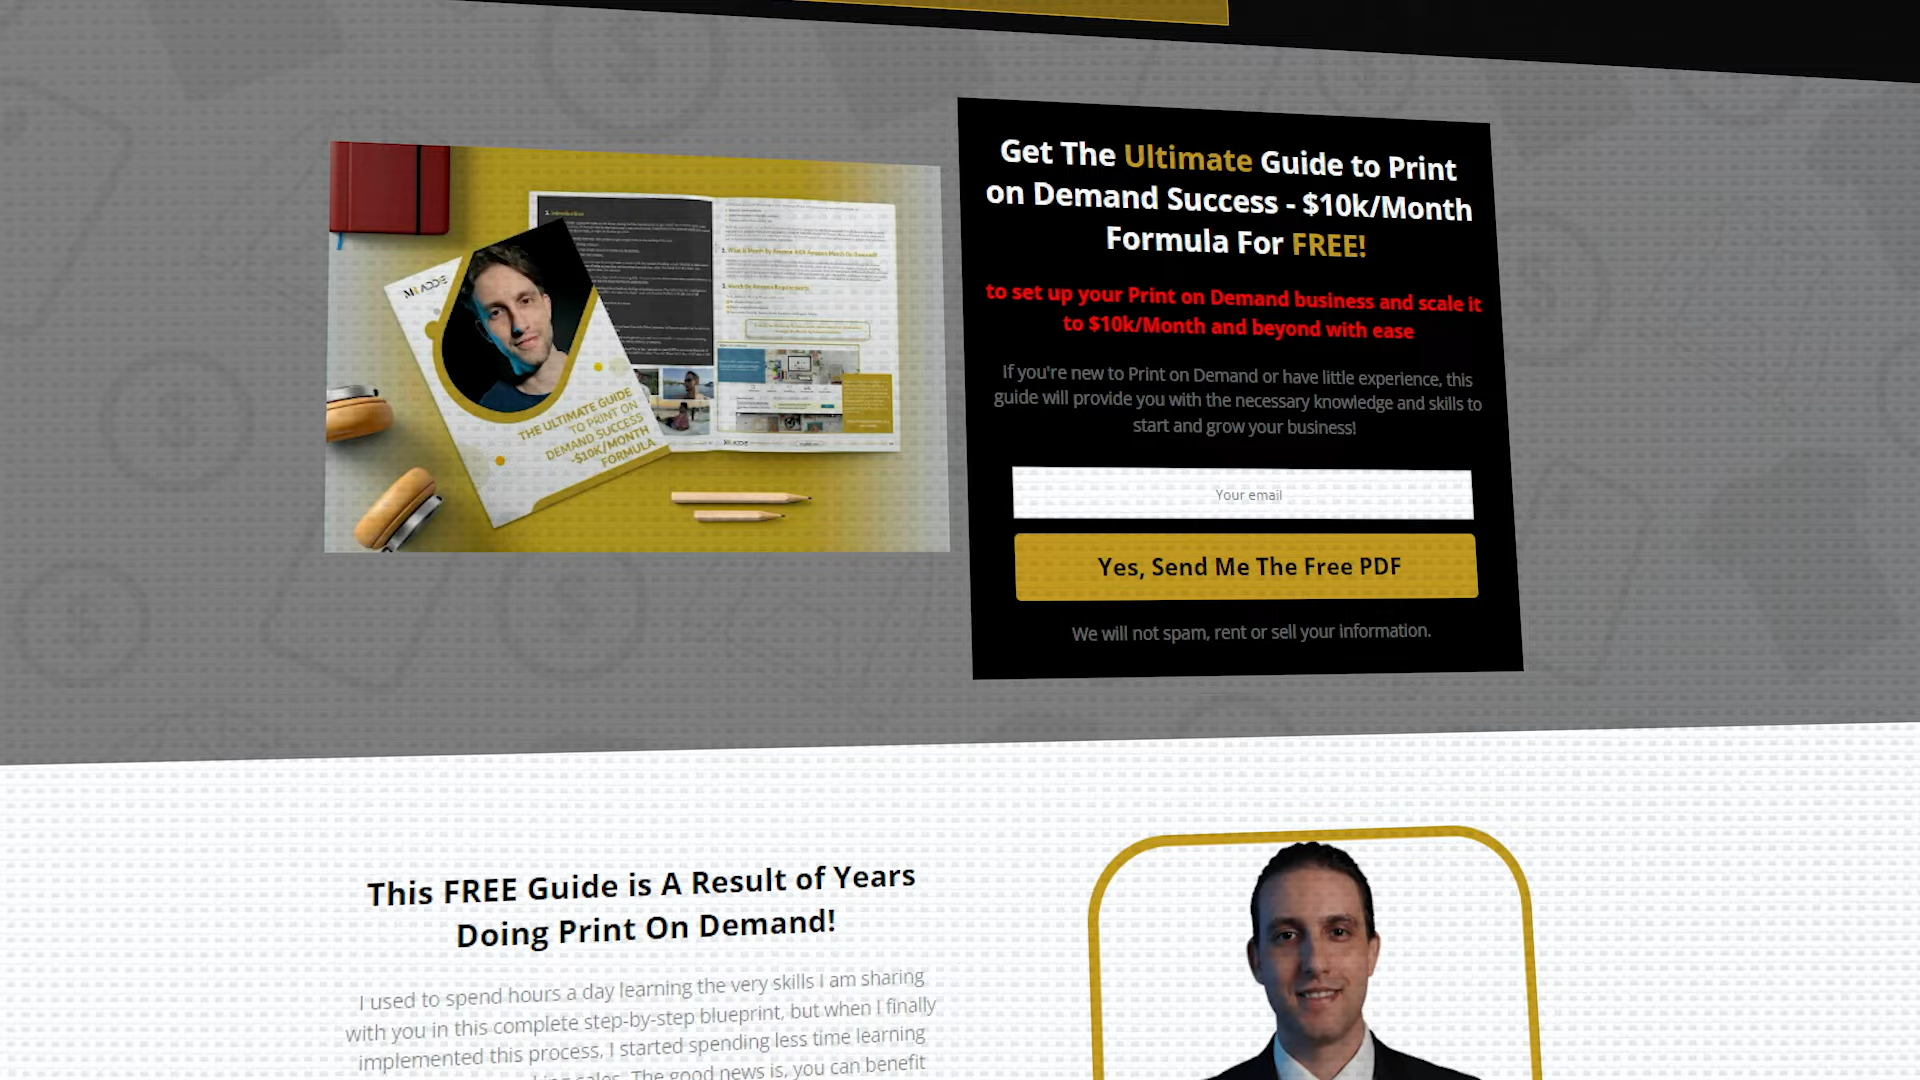 Get The Ultimate Guide to Print
on Demand Success - $10k/Month
Formula For FREE!
to set up your Print on Demand business and scale it
to $10k/Month and beyond with ease
If you're new to Print on Demand or have little experience, this
guide will provide you with the necessary knowledge and skills to
start and grow your business!
Your email
Yes, Send Me The Free PDF
We will not spam, rent or sell your information.
MR ADDIE
THE ULTIMATE GUIDE
TO PRINT ON
DEMAND SUCCESS
-$10K/MONTH
FORMULA
This FREE Guide is A Result of Years
Doing Print On Demand!
I used to spend hours a day learning the very skills I am sharing
with you in this complete step-by-step blueprint, but when I finally
implemented this process, I started spending less time learning
sales. The good news is, you can benefit